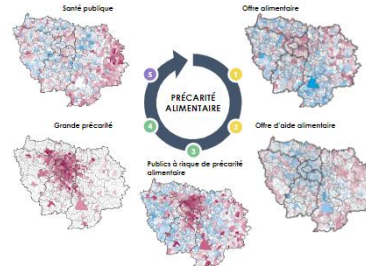 Santé publique
Offre alimentaire
5
1
PRÉCARITÉ
ALIMENTAIRE
4
2
3
Grande précarité
Publics à risque de précarité
alimentaire
Offre d'aide alimentaire